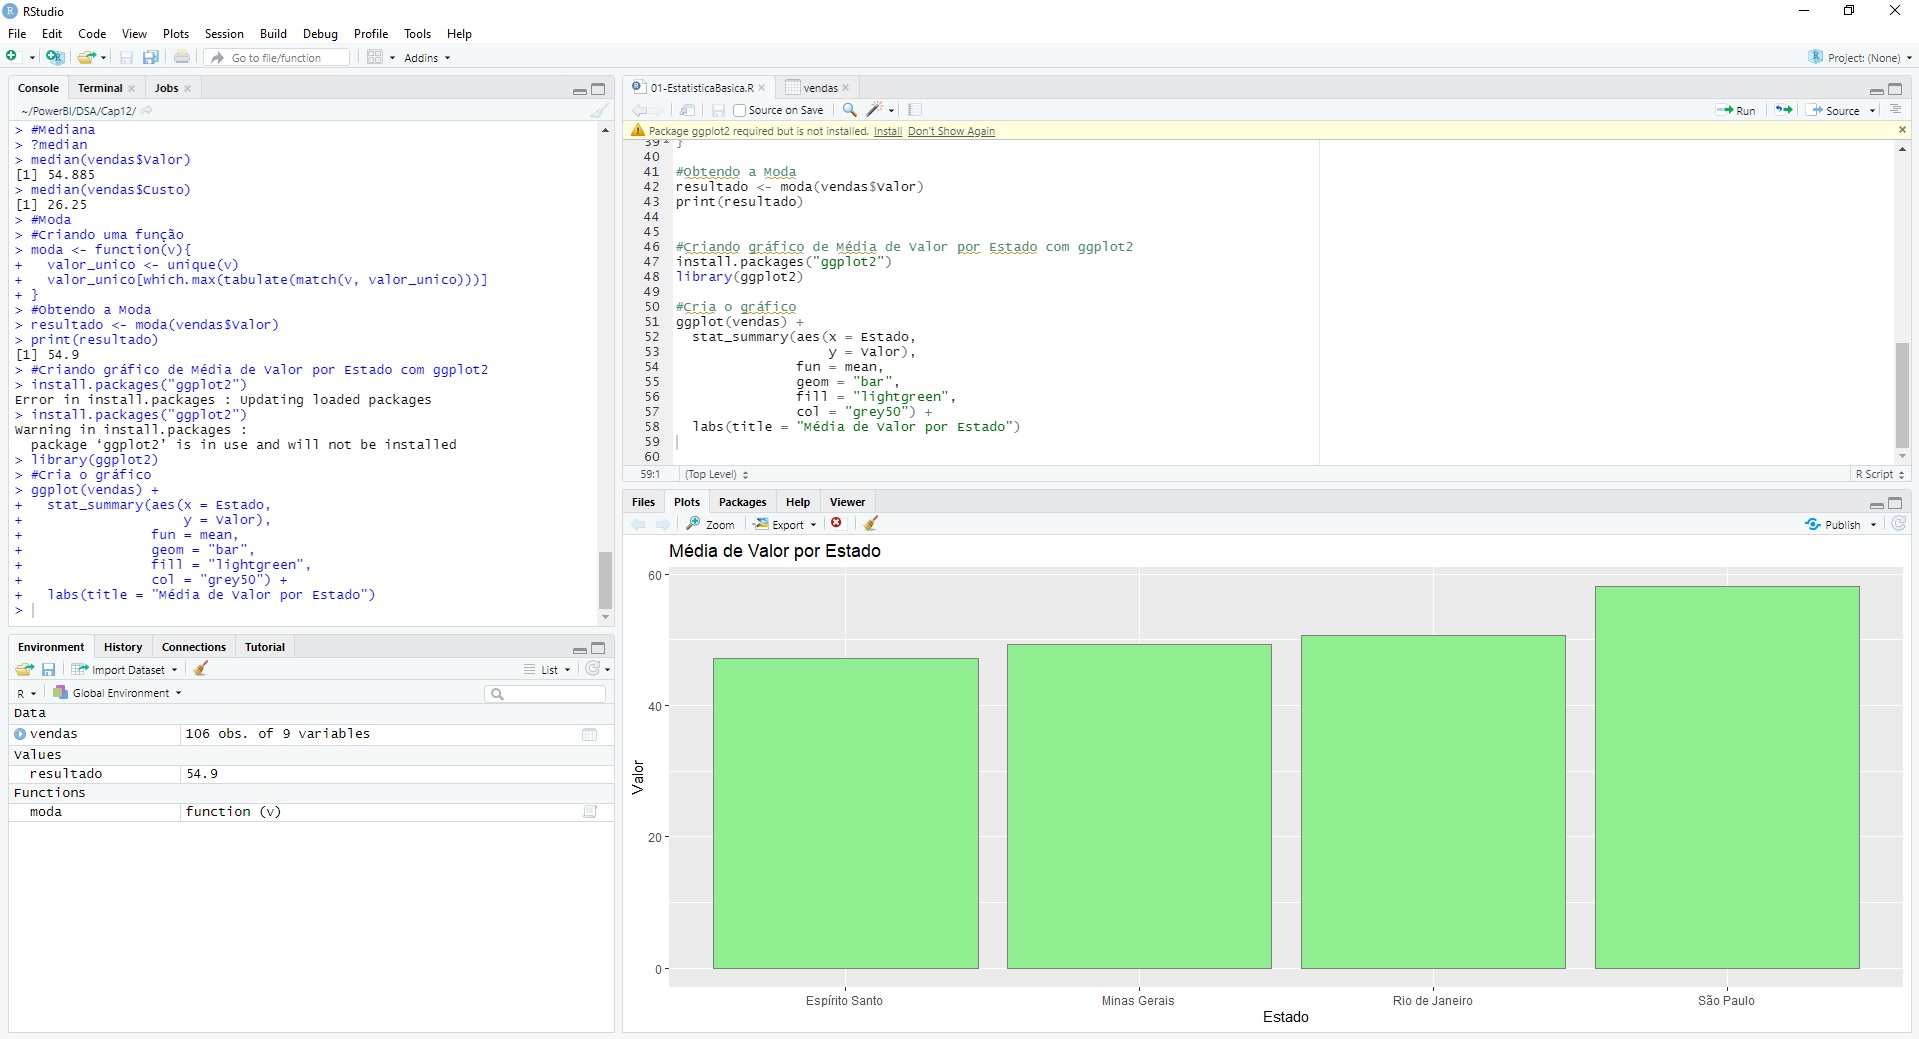 RStudio
File Edit Code View Plots Session Build Debug Profile Tools Help
Go to file/function Addins Project: (None)
Console Terminal Jobs
~/PowerBI/DSA/Cap12/
> #Mediana
> ?median
> median(vendas$Valor)
[1] 54.885
> median(vendas$Custo)
[1] 26.25
> #Moda
> #Criando uma função
> moda <- function(v){
+   valor_unico <- unique(v)
+   valor_unico[which.max(tabulate(match(v, valor_unico)))]
+ }
> #Obtendo a Moda
> resultado <- moda(vendas$Valor)
> print(resultado)
[1] 54.9
> #Criando gráfico de Média de Valor por Estado com ggplot2
> install.packages("ggplot2")
Error in install.packages : Updating loaded packages
> install.packages("ggplot2")
Warning in install.packages :
  package ‘ggplot2’ is in use and will not be installed
> library(ggplot2)
> #Cria o gráfico
> ggplot(vendas) +
+   stat_summary(aes(x = Estado,
+                    y = Valor),
+                fun = mean,
+                geom = "bar",
+                fill = "lightgreen",
+                col = "grey50") +
+   labs(title = "Média de Valor por Estado")
>
Environment History Connections Tutorial
Import Dataset List
R Global Environment
Data
vendas 106 obs. of 9 variables
Values
resultado 54.9
Functions
moda function (v)
01-EstatisticaBasica.R vendas
Source on Save Run Source
Package ggplot2 required but is not installed. Install Don't Show Again
39 }
40
41 #Obtendo a Moda
42 resultado <- moda(vendas$Valor)
43 print(resultado)
44
45
46 #Criando gráfico de Média de Valor por Estado com ggplot2
47 install.packages("ggplot2")
48 library(ggplot2)
49
50 #Cria o gráfico
51 ggplot(vendas) +
52   stat_summary(aes(x = Estado,
53                    y = Valor),
54                fun = mean,
55                geom = "bar",
56                fill = "lightgreen",
57                col = "grey50") +
58   labs(title = "Média de Valor por Estado")
59
60
59:1 (Top Level) R Script
Files Plots Packages Help Viewer
Zoom Export Publish
Média de Valor por Estado
60
40
20
0
Valor
Espírito Santo Minas Gerais Rio de Janeiro São Paulo
Estado